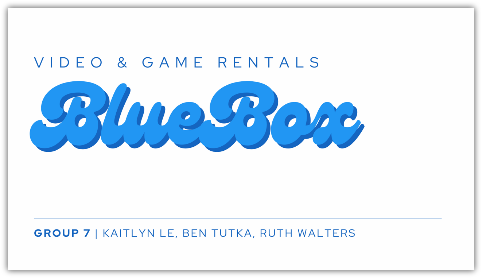 VIDEO & GAME RENTALS
BlueBox
GROUP 7 | KAITLYN LE, BEN TUTKA, RUTH WALTERS